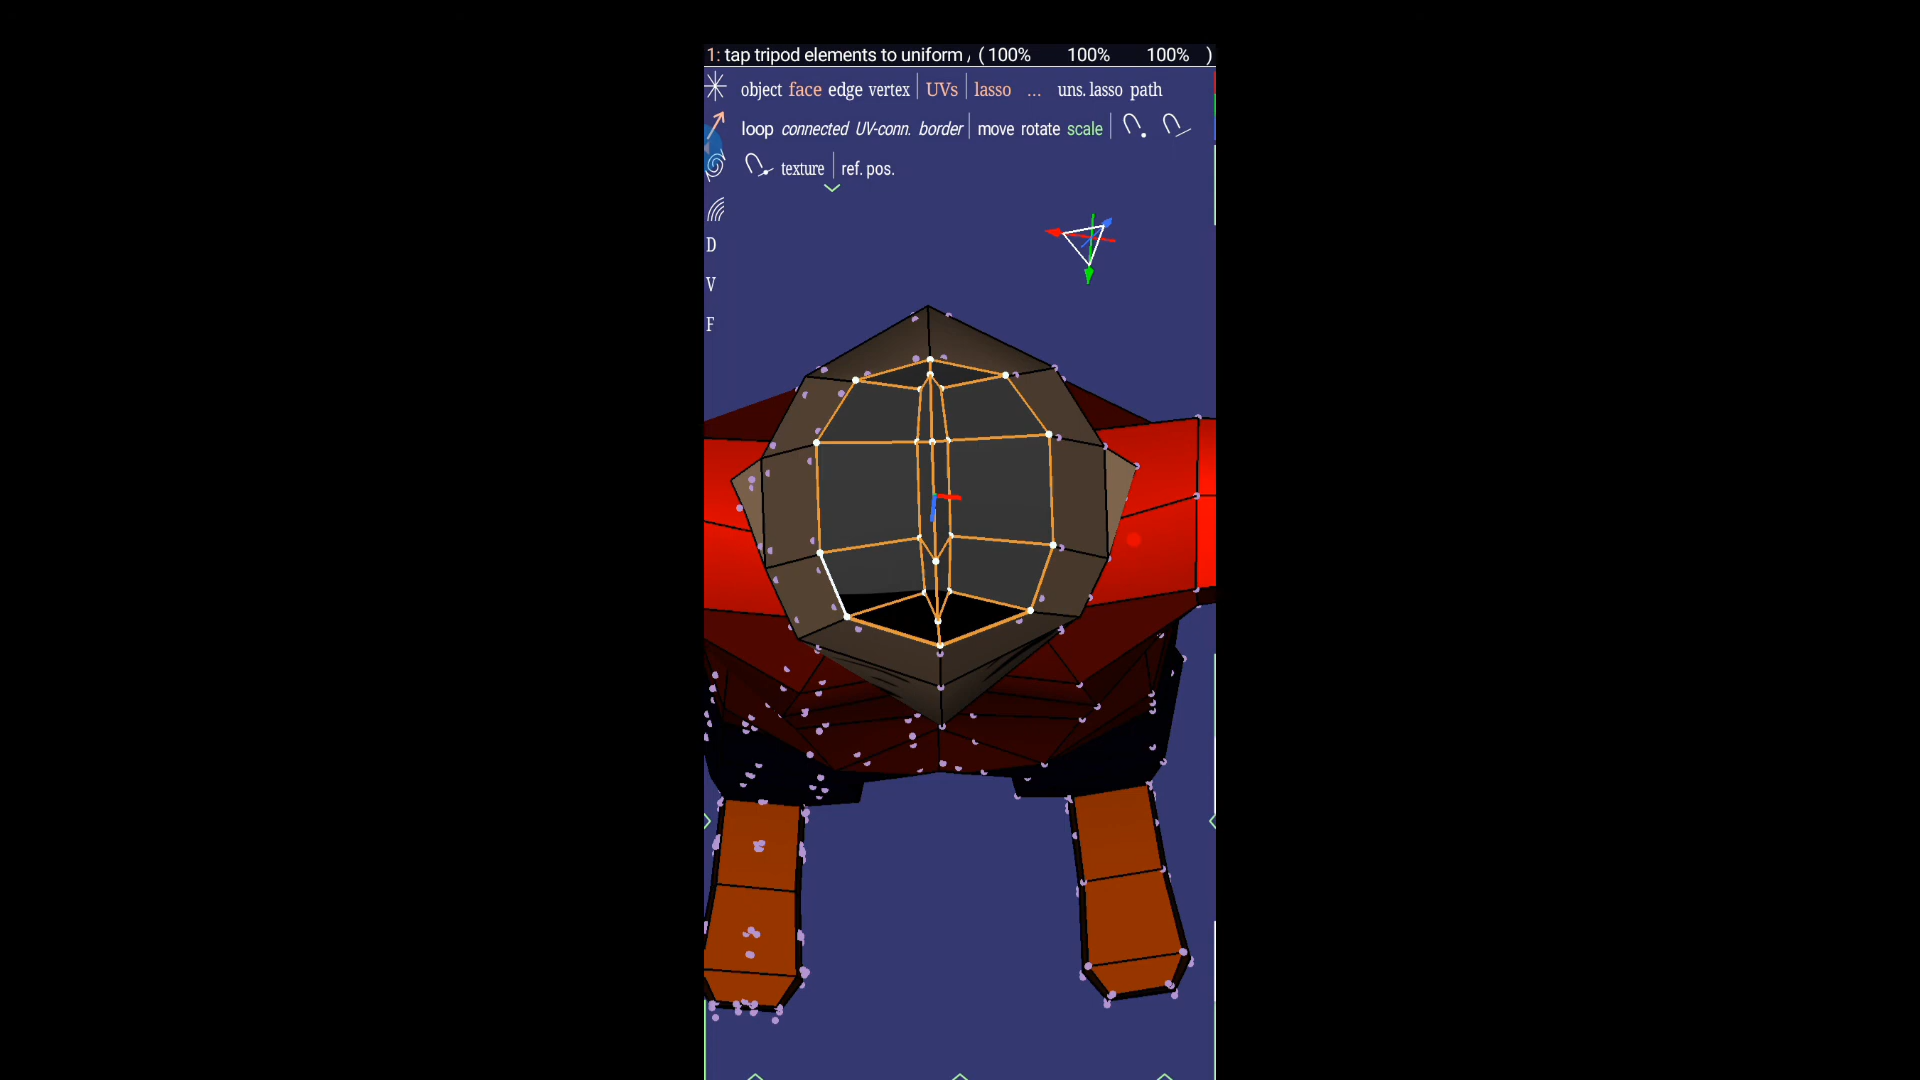 1: tap tripod elements to uniform ( 100% 100% 100% )
object face edge vertex UVs lasso ... uns. lasso path
loop connected UV-conn. border move rotate scale
texture ref. pos.
D
V
F